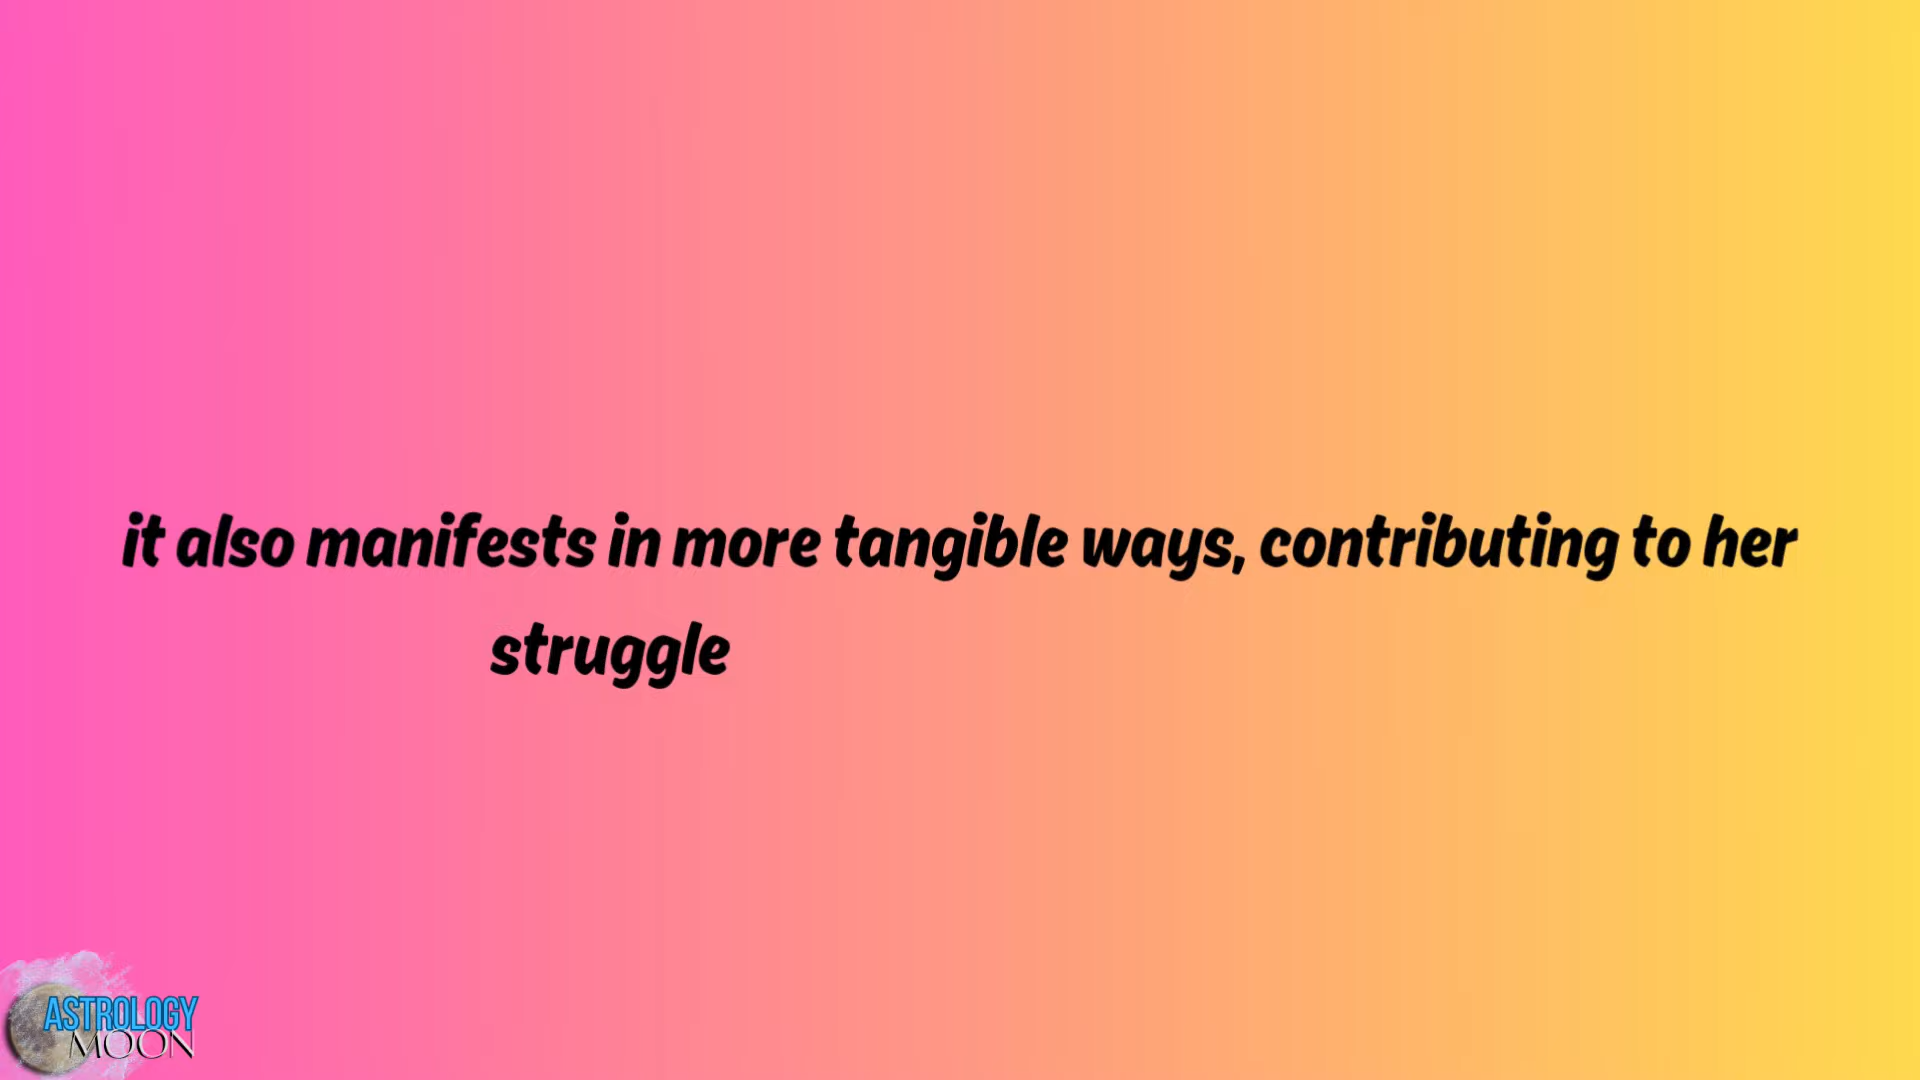 it also manifests in more tangible ways, contributing to her
struggle
ASTROLOGY
MOON